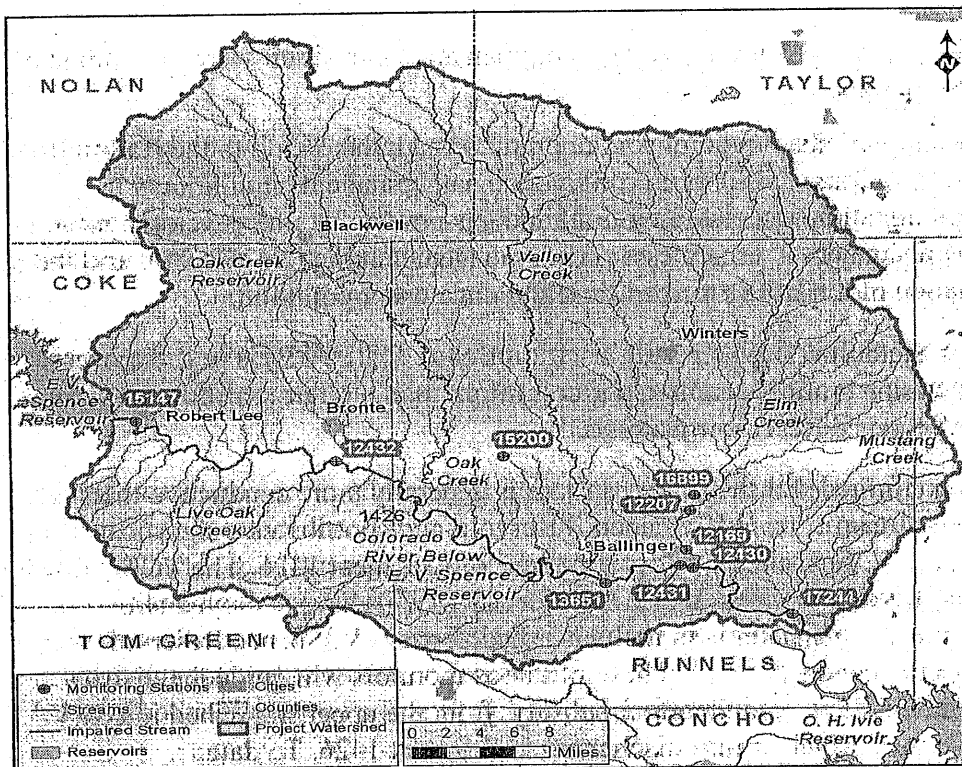 N
NOLAN
TAYLOR
Blackwell
Oak Creek
Reservoir
Valley
Creek
COKE
Winters
E. V.
Spence
Reservoir
15147
Robert Lee
Bronte
12432
Elm
Creek
Mustang
Creek
15200
Oak
Creek
16899
12207
Live Oak
Creek
1426
Colorado
River Below
E. V. Spence
Reservoir
Ballinger
12169
12430
13651
12431
17244
TOM GREEN
RUNNELS
CONCHO
O. H. Ivie
Reservoir
Monitoring Stations
Cities
Streams
Counties
Impaired Stream
Project Watershed
Reservoirs
0 2 4 6 8
Miles